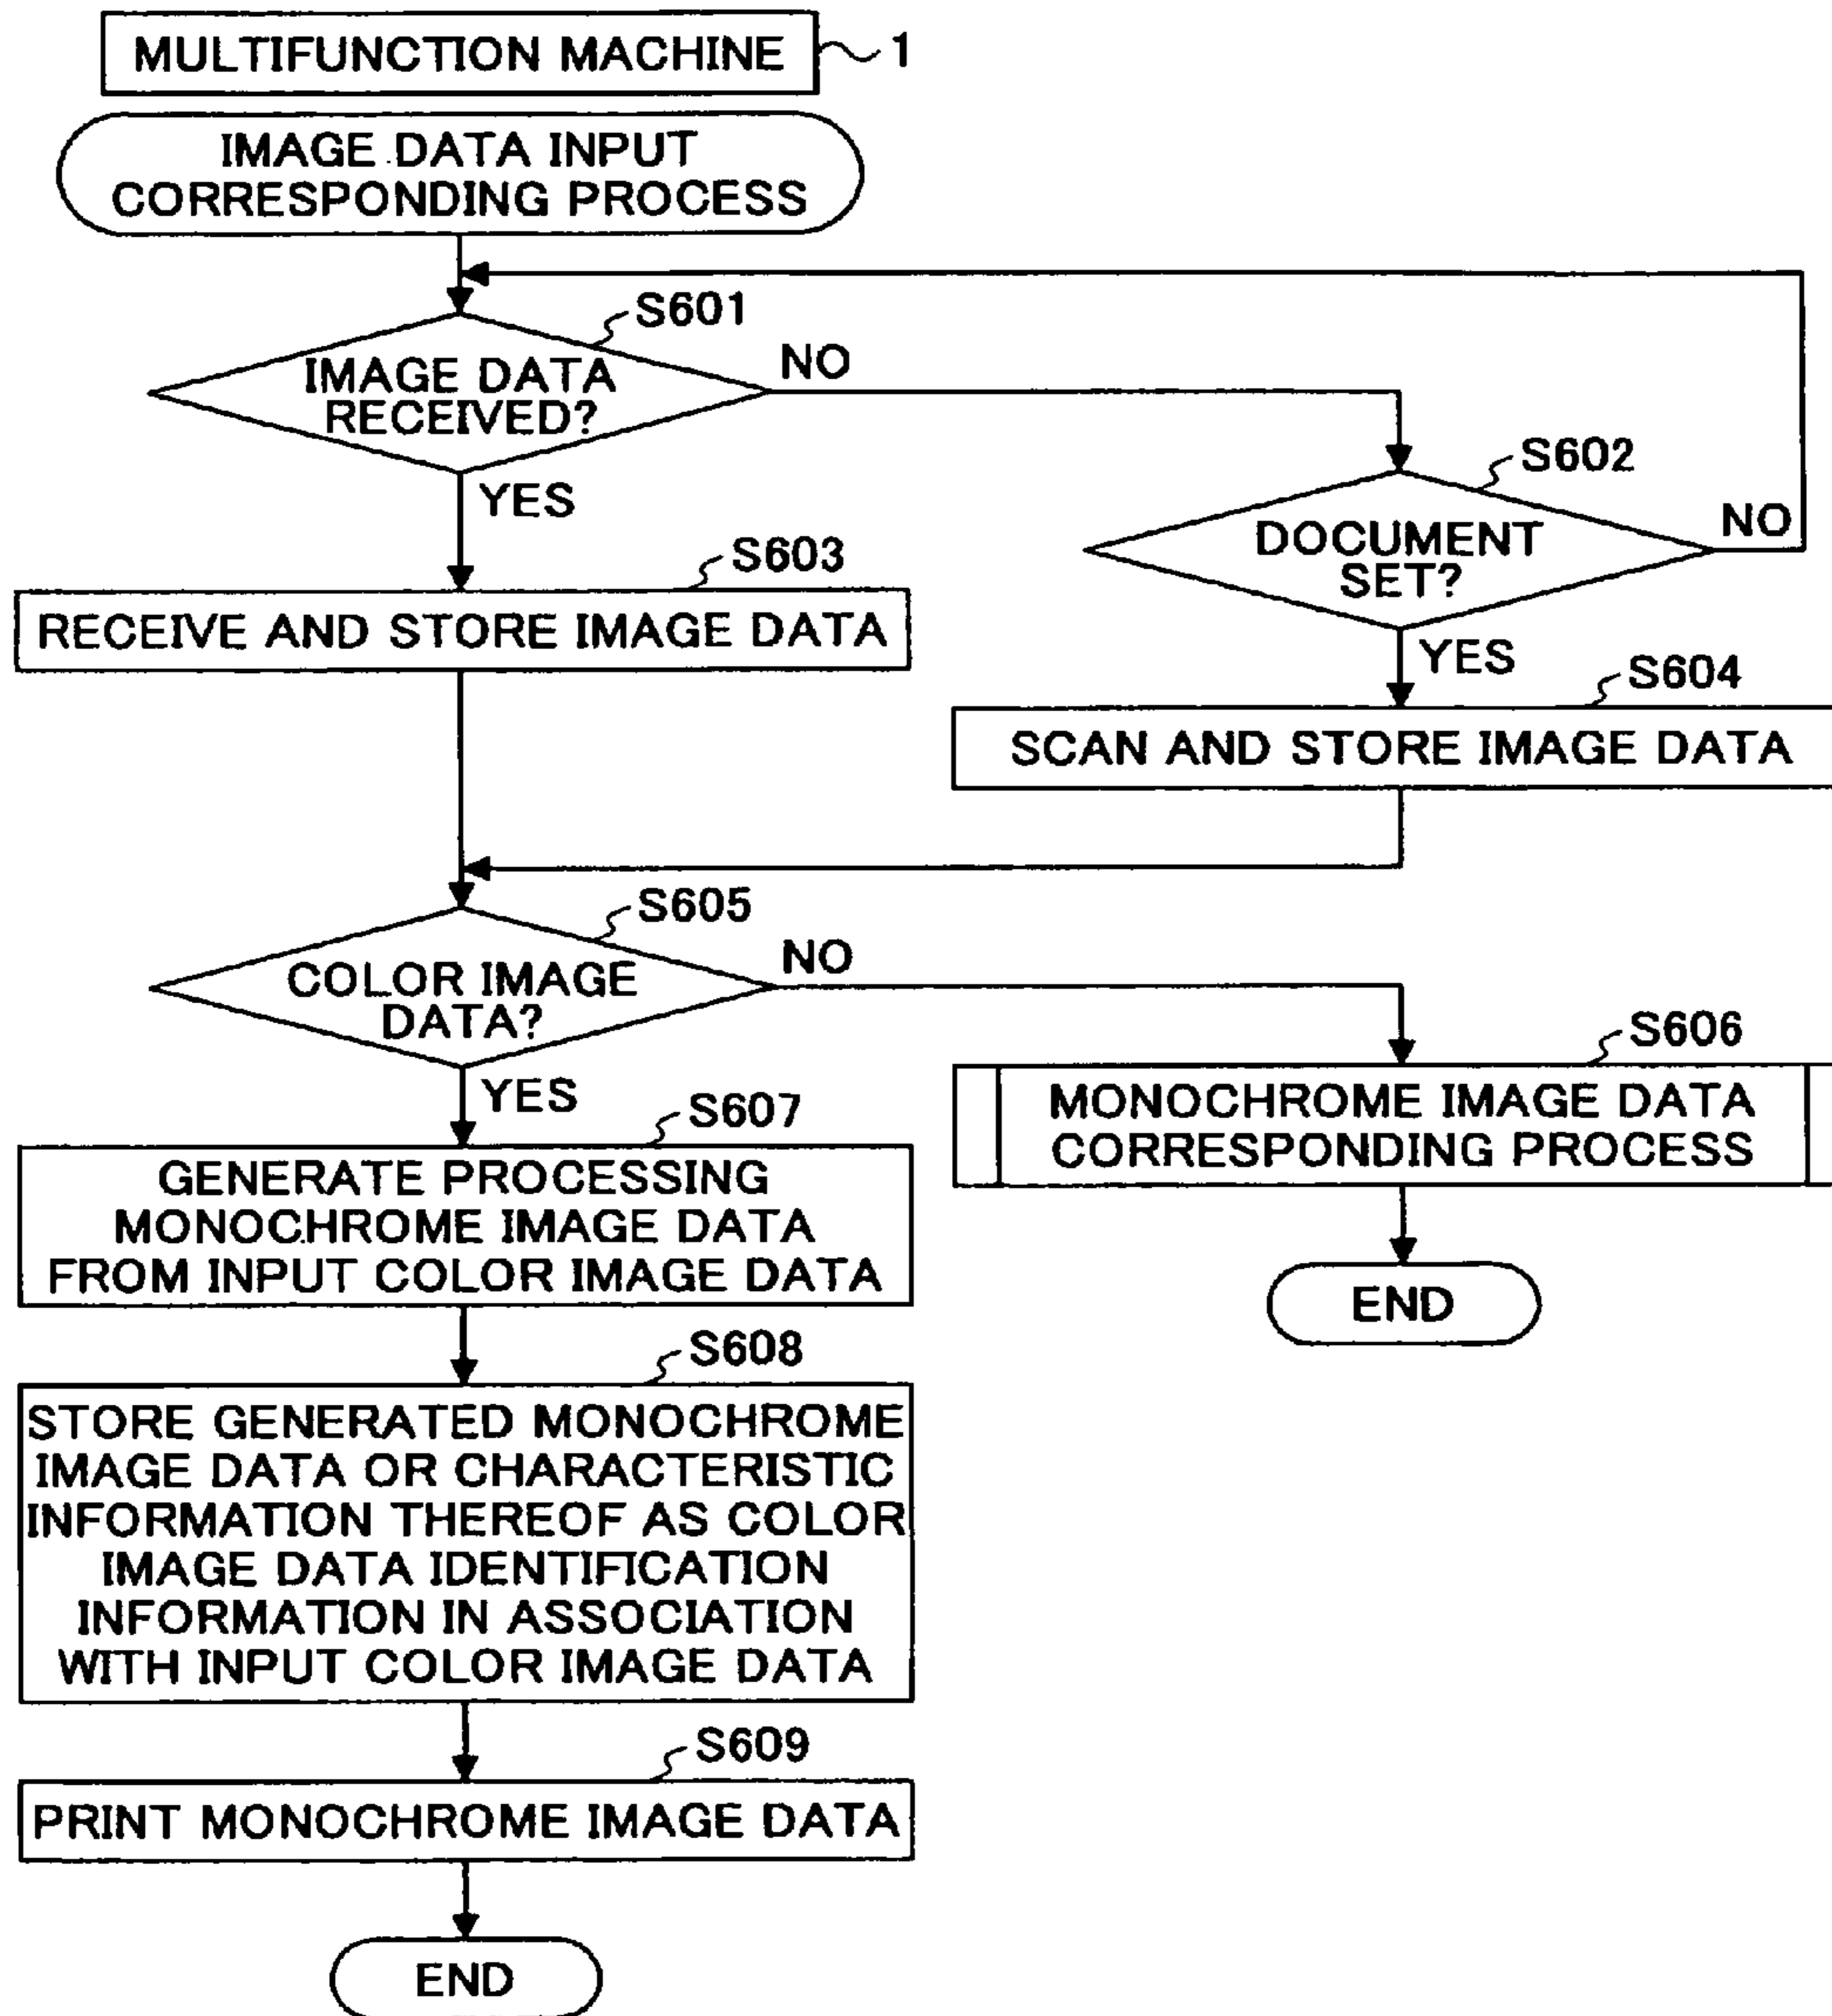 MULTIFUNCTION MACHINE
1
IMAGE DATA INPUT
CORRESPONDING PROCESS
S601
IMAGE DATA
RECEIVED?
NO
YES
S602
DOCUMENT
SET?
NO
YES
S603
RECEIVE AND STORE IMAGE DATA
S604
SCAN AND STORE IMAGE DATA
S605
COLOR IMAGE
DATA?
NO
YES
S606
MONOCHROME IMAGE DATA
CORRESPONDING PROCESS
END
S607
GENERATE PROCESSING
MONOCHROME IMAGE DATA
FROM INPUT COLOR IMAGE DATA
S608
STORE GENERATED MONOCHROME
IMAGE DATA OR CHARACTERISTIC
INFORMATION THEREOF AS COLOR
IMAGE DATA IDENTIFICATION
INFORMATION IN ASSOCIATION
WITH INPUT COLOR IMAGE DATA
S609
PRINT MONOCHROME IMAGE DATA
END